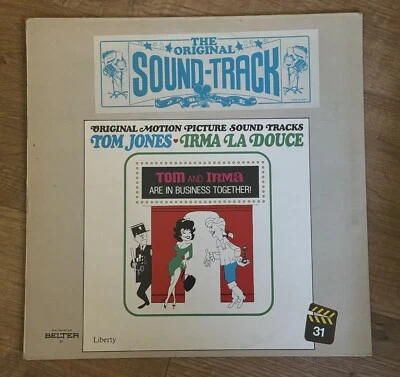 THE
ORIGINAL
SOUND-TRACK
ORIGINAL MOTION PICTURE SOUND TRACKS
TOM JONES ♥ IRMA LA DOUCE
TOM AND IRMA
ARE IN BUSINESS TOGETHER!
31
BELTER
Liberty